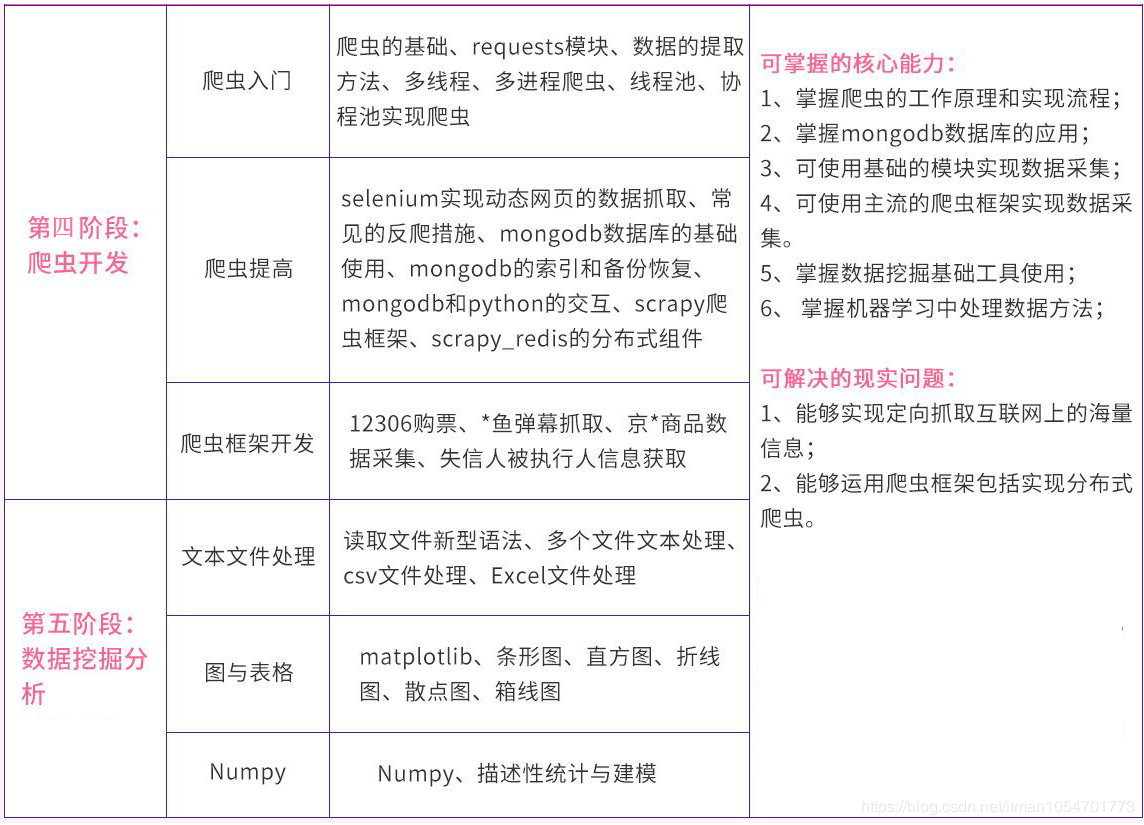 第四阶段：
爬虫开发
爬虫入门
爬虫的基础、requests模块、数据的提取
方法、多线程、多进程爬虫、线程池、协
程池实现爬虫
爬虫提高
selenium实现动态网页的数据抓取、常
见的反爬措施、mongodb数据库的基础
使用、mongodb的索引和备份恢复、
mongodb和python的交互、scrapy爬
虫框架、scrapy_redis的分布式组件
爬虫框架开发
12306购票、*鱼弹幕抓取、京*商品数
据采集、失信人被执行人信息获取
第五阶段：
数据挖掘分
析
文本文件处理
读取文件新型语法、多个文件文本处理、
csv文件处理、Excel文件处理
图与表格
matplotlib、条形图、直方图、折线
图、散点图、箱线图
Numpy
Numpy、描述性统计与建模
可掌握的核心能力：
1、掌握爬虫的工作原理和实现流程；
2、掌握mongodb数据库的应用；
3、可使用基础的模块实现数据采集；
4、可使用主流的爬虫框架实现数据采
集。
5、掌握数据挖掘基础工具使用；
6、 掌握机器学习中处理数据方法；
可解决的现实问题：
1、能够实现定向抓取互联网上的海量
信息；
2、能够运用爬虫框架包括实现分布式
爬虫。
https://blog.csdn.net/itman1054701773